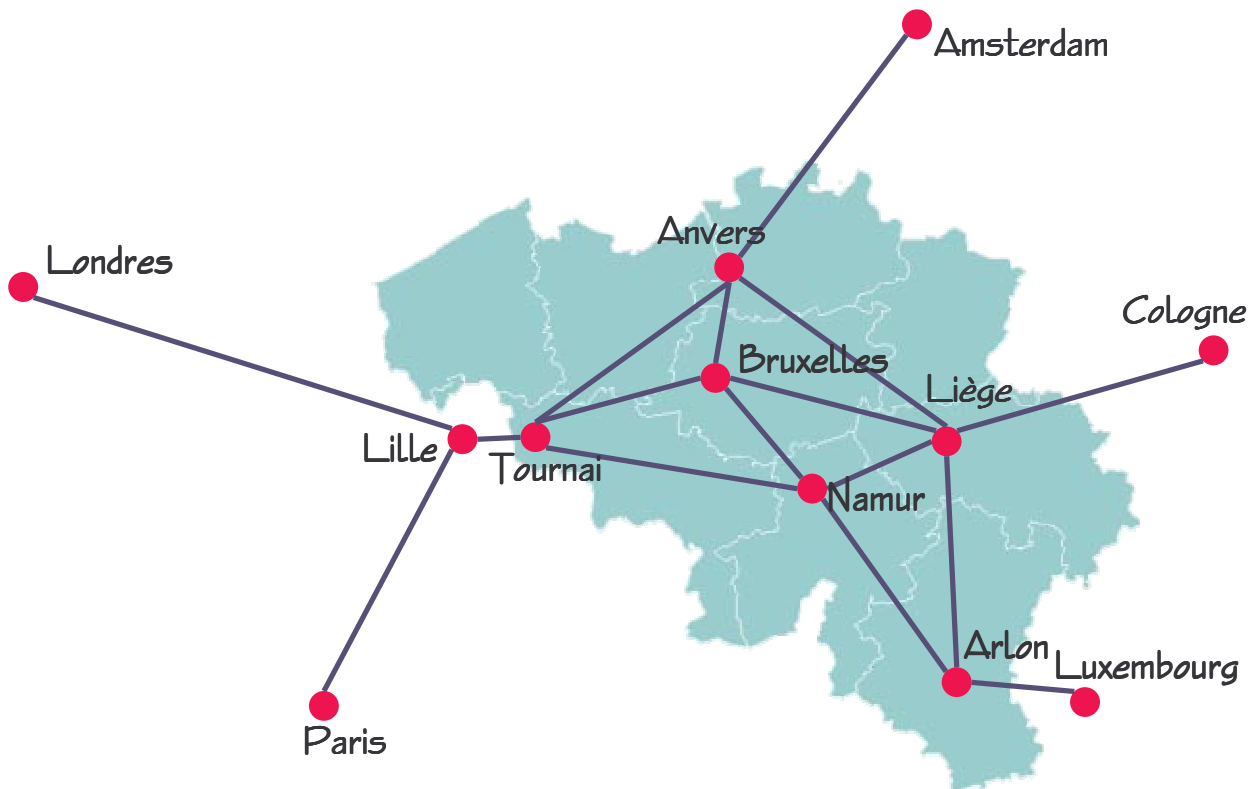 Amsterdam
Anvers
Londres
Cologne
Bruxelles
Liège
Lille
Tournai
Namur
Arlon
Luxembourg
Paris